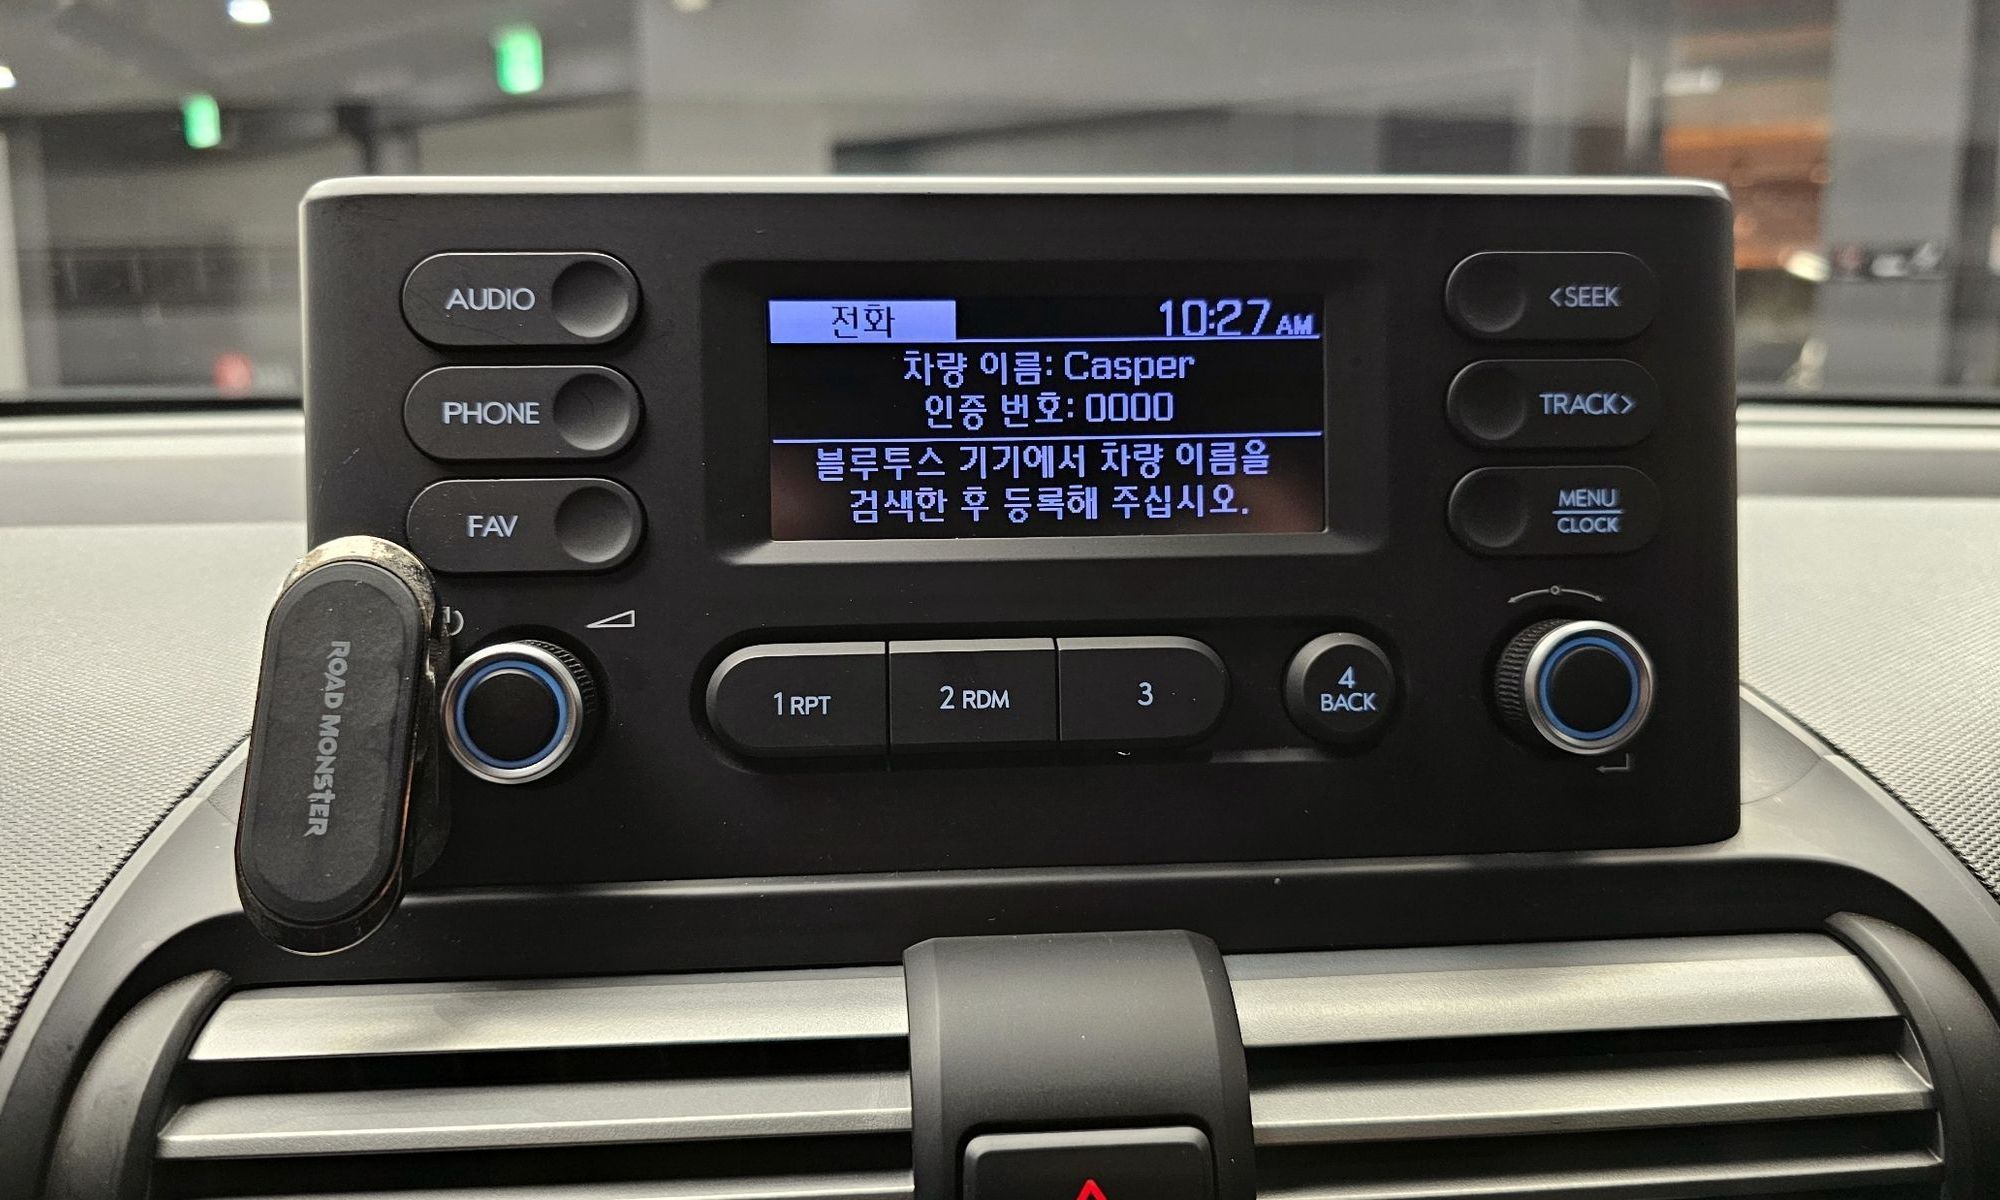 AUDIO
PHONE
FAV
전화 10:27 AM
차량 이름: Casper
인증 번호: 0000
블루투스 기기에서 차량 이름을
검색한 후 등록해 주십시오.
<SEEK
TRACK>
MENU
CLOCK
1 RPT
2 RDM
3
4
BACK
ROAD MONSTER